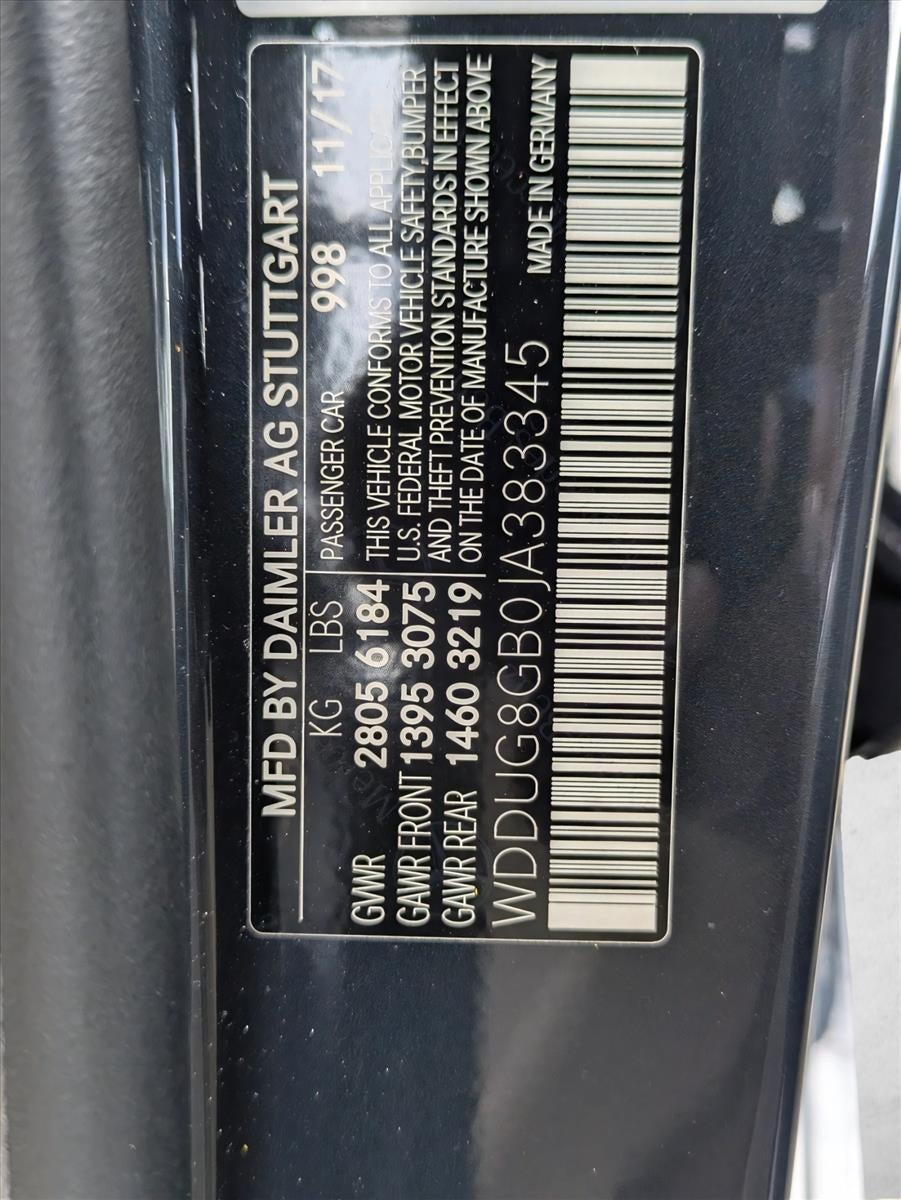 MFD BY DAIMLER AG STUTTGART
KG LBS PASSENGER CAR 998 11/17
GVWR 2805 6184
GAWR FRONT 1395 3075
GAWR REAR 1460 3219
THIS VEHICLE CONFORMS TO ALL
U.S. FEDERAL MOTOR VEHICLE SAFETY,BUMPER
AND THEFT PREVENTION STANDARDS IN EFFECT
ON THE DATE OF MANUFACTURE SHOWN ABOVE
WDDUG8GB0JA383345 MADE IN GERMANY